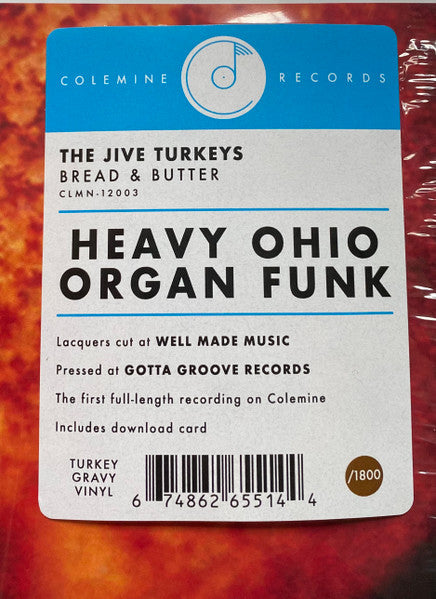 COLEMINE RECORDS
THE JIVE TURKEYS
BREAD & BUTTER
CLMN-12003
HEAVY OHIO
ORGAN FUNK
Lacquers cut at WELL MADE MUSIC
Pressed at GOTTA GROOVE RECORDS
The first full-length recording on Colemine
Includes download card
TURKEY
GRAVY
VINYL
6 74862 65514 4
/1800